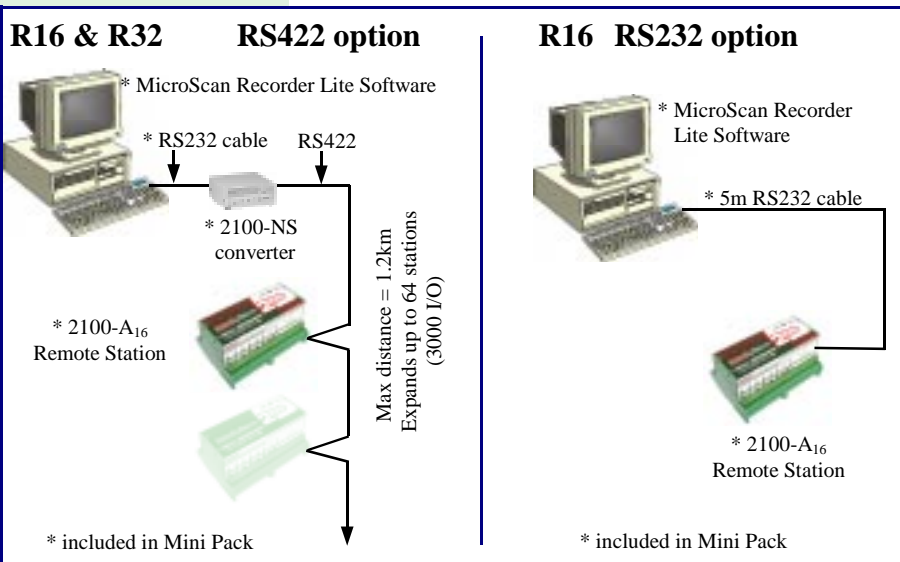 R16 & R32 RS422 option
* MicroScan Recorder Lite Software
* RS232 cable RS422
* 2100-NS
converter
Max distance = 1.2km
Expands up to 64 stations
(3000 I/O)
* 2100-A₁₆
Remote Station
* included in Mini Pack
R16 RS232 option
* MicroScan Recorder
Lite Software
* 5m RS232 cable
* 2100-A₁₆
Remote Station
* included in Mini Pack